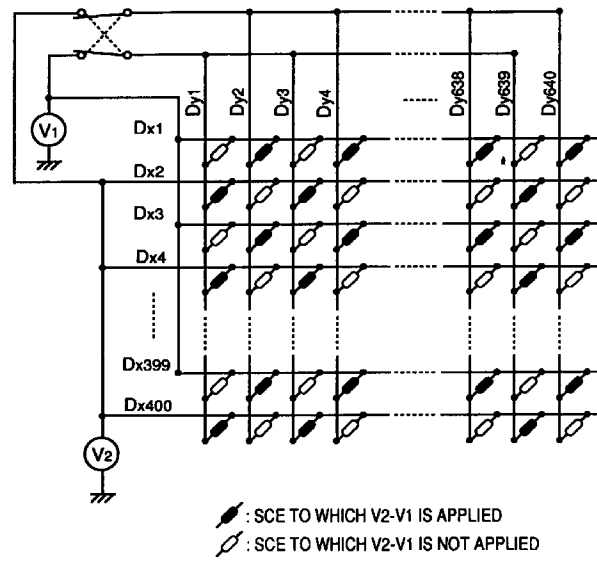 Dy1
Dy2
Dy3
Dy4
Dy638
Dy639
Dy640
V1
Dx1
Dx2
Dx3
Dx4
Dx399
Dx400
V2
: SCE TO WHICH V2-V1 IS APPLIED
: SCE TO WHICH V2-V1 IS NOT APPLIED